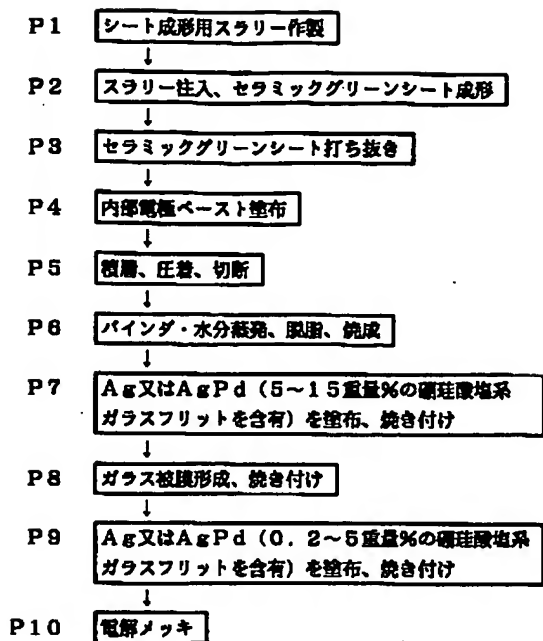 P1 シート成形用スラリー作製
↓
P2 スラリー注入、セラミックグリーンシート成形
↓
P3 セラミックグリーンシート打ち抜き
↓
P4 内部電極ペースト塗布
↓
P5 積層、圧着、切断
↓
P6 バインダ・水分蒸発、脱脂、焼成
↓
P7 Ag又はAgPd(5~15重量%の硼珪酸塩系
ガラスフリットを含有)を塗布、焼き付け
↓
P8 ガラス被膜形成、焼き付け
↓
P9 Ag又はAgPd(0.2~5重量%の硼珪酸塩系
ガラスフリットを含有)を塗布、焼き付け
↓
P10 電解メッキ